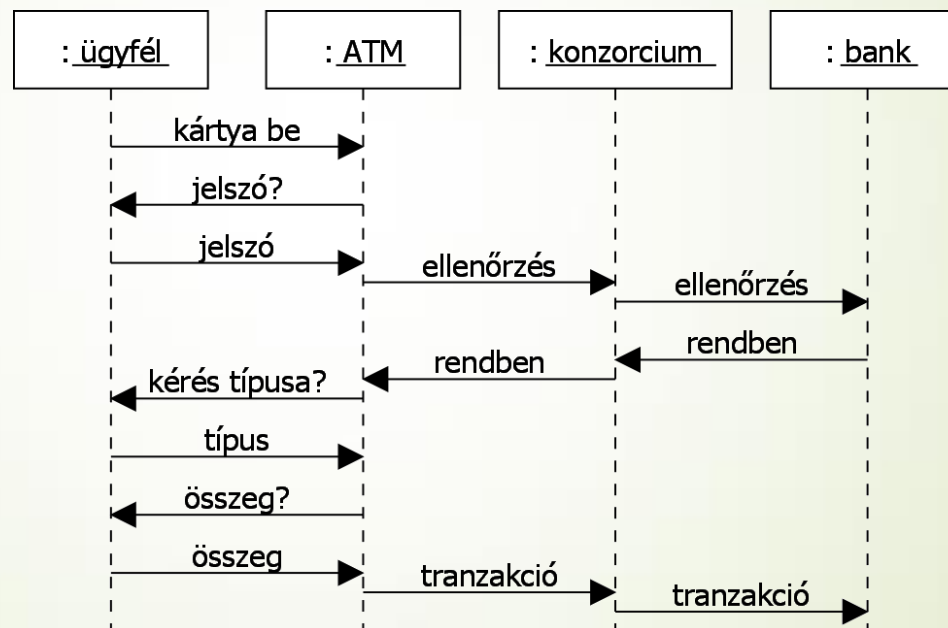 : ügyfél
: ATM
: konzorcium
: bank
kártya be
jelszó?
jelszó
ellenőrzés
ellenőrzés
rendben
rendben
kérés típusa?
típus
összeg?
összeg
tranzakció
tranzakció